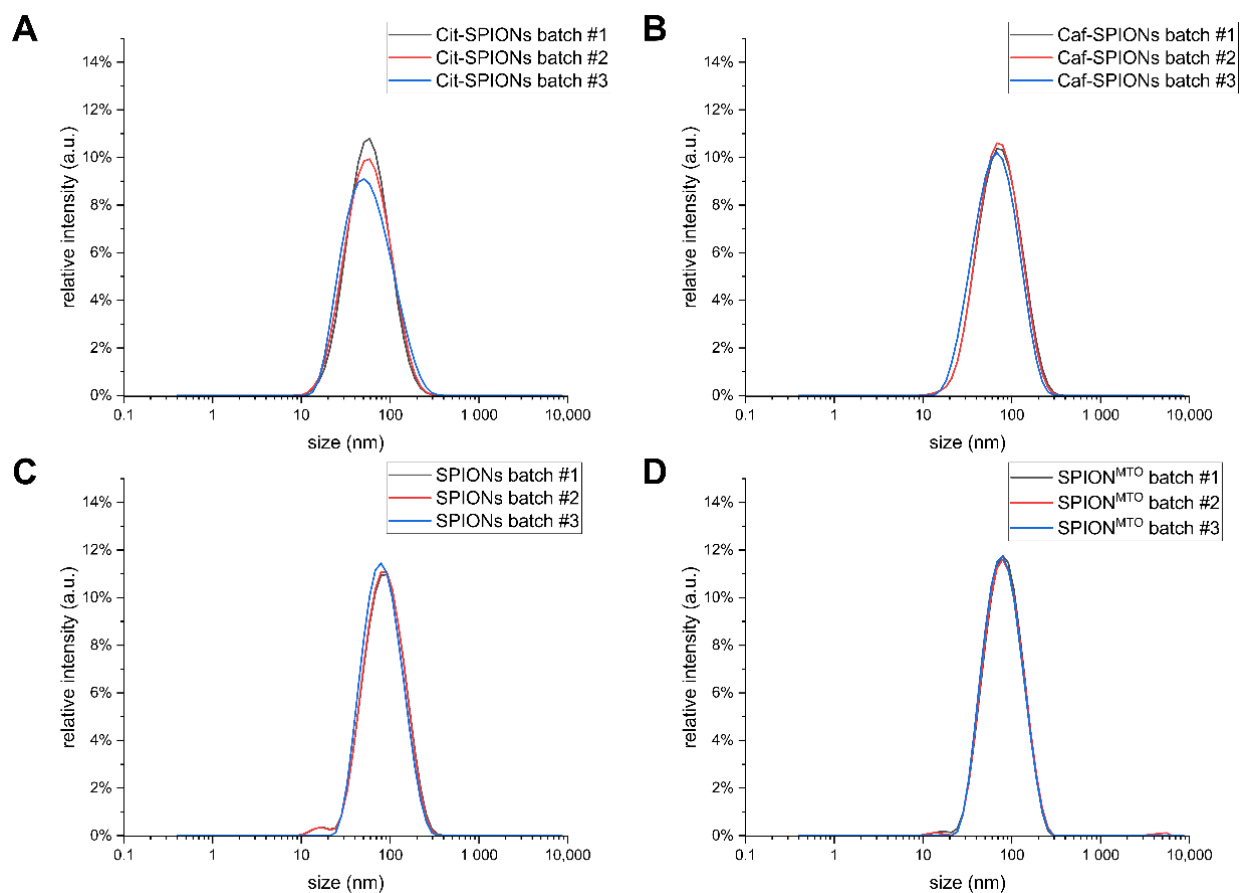 A
Cit-SPIONs batch #1
Cit-SPIONs batch #2
Cit-SPIONs batch #3
14%
12%
10%
8%
6%
4%
2%
0%
relative intensity (a.u.)
0.1 1 10 100 1 000 10,000
size (nm)
B
Caf-SPIONs batch #1
Caf-SPIONs batch #2
Caf-SPIONs batch #3
14%
12%
10%
8%
6%
4%
2%
0%
relative intensity (a.u.)
0.1 1 10 100 1 000 10,000
size (nm)
C
SPIONs batch #1
SPIONs batch #2
SPIONs batch #3
14%
12%
10%
8%
6%
4%
2%
0%
relative intensity (a.u.)
0.1 1 10 100 1 000 10,000
size (nm)
D
SPION^MTO batch #1
SPION^MTO batch #2
SPION^MTO batch #3
14%
12%
10%
8%
6%
4%
2%
0%
relative intensity (a.u.)
0.1 1 10 100 1 000 10,000
size (nm)